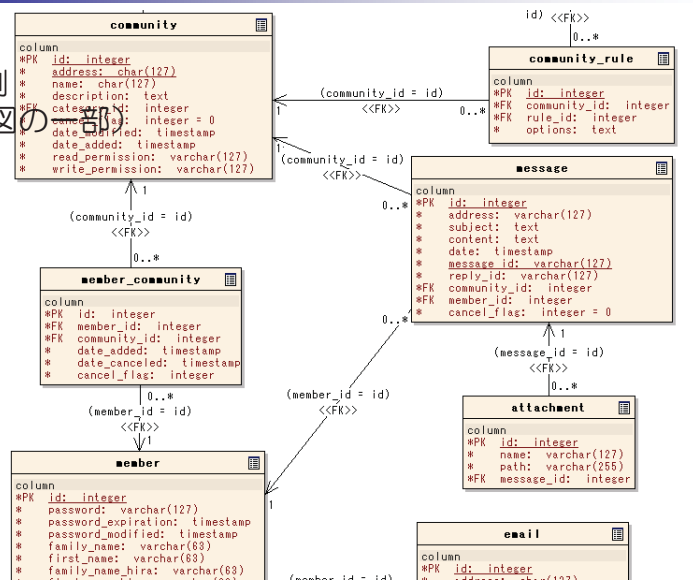 community
column
*PK id: integer
* address: char(127)
* name: char(127)
* description: text
*FK category_id: integer
* cancel_flag: integer = 0
* date_modified: timestamp
* date_added: timestamp
* read_permission: varchar(127)
* write_permission: varchar(127)
図の一部)
id) <<FK>>
0..*
community_rule
column
*PK id: integer
*FK community_id: integer
*FK rule_id: integer
* options: text
(community_id = id)
<<FK>>
1
0..*
(community_id = id)
<<FK>>
1
0..*
message
column
*PK id: integer
* address: varchar(127)
* subject: text
* content: text
* date: timestamp
* message_id: varchar(127)
* reply_id: varchar(127)
*FK community_id: integer
*FK member_id: integer
* cancel_flag: integer = 0
1
(community_id = id)
<<FK>>
0..*
member_community
column
*PK id: integer
*FK member_id: integer
*FK community_id: integer
* date_added: timestamp
* date_canceled: timestamp
* cancel_flag: integer
0..*
(member_id = id)
<<FK>>
1
0..*
(member_id = id)
<<FK>>
1
1
(message_id = id)
<<FK>>
0..*
attachment
column
*PK id: integer
* name: varchar(127)
* path: varchar(255)
*FK message_id: integer
member
column
*PK id: integer
* password: varchar(127)
* password_expiration: timestamp
* password_modified: timestamp
* family_name: varchar(63)
* first_name: varchar(63)
* family_name_hira: varchar(63)
email
column
*PK id: integer
(member_id = id)